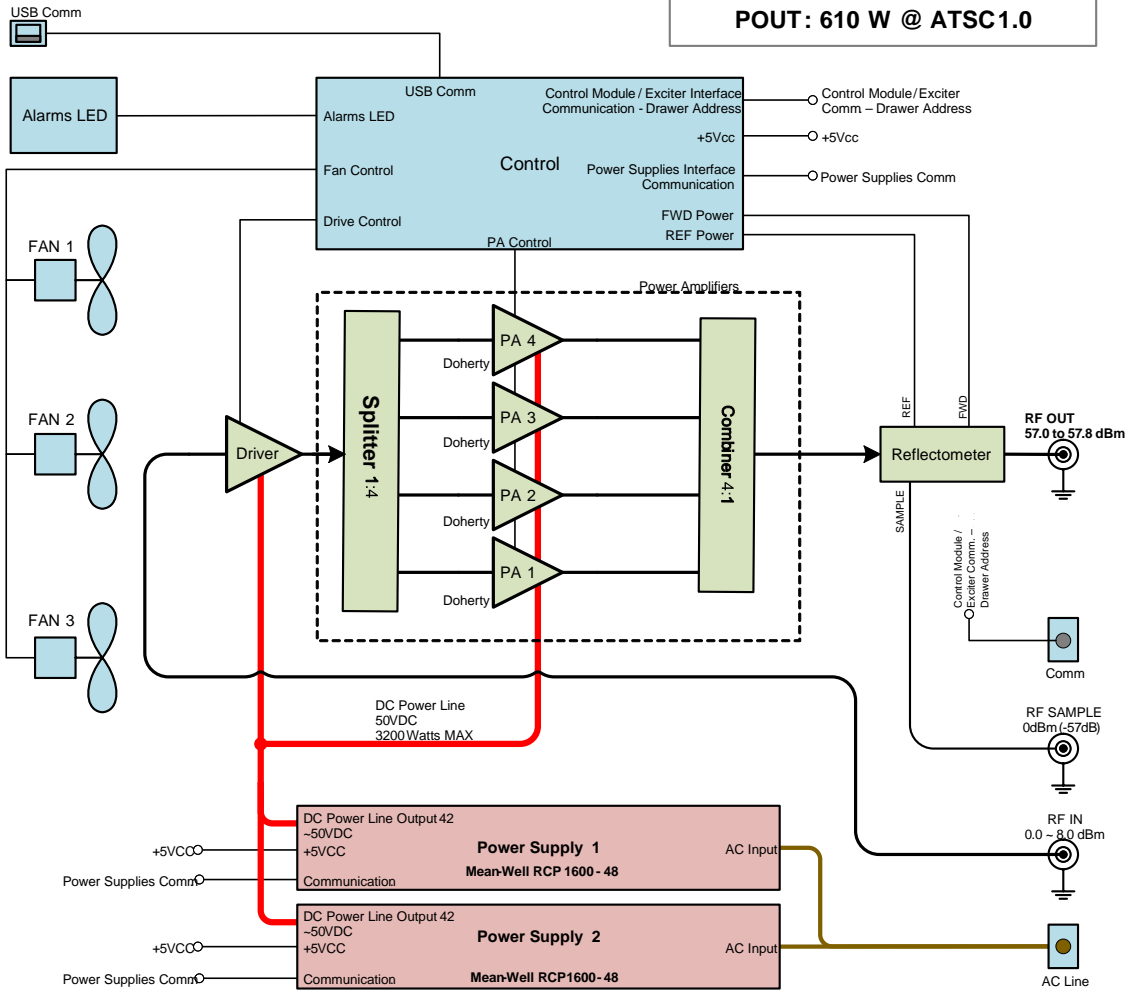 USB Comm
POUT: 610 W @ ATSC1.0
Alarms LED
USB Comm
Alarms LED
Fan Control
Drive Control
Control
PA Control
Control Module / Exciter Interface
Communication - Drawer Address
+5Vcc
Power Supplies Interface
Communication
FWD Power
REF Power
Control Module/Exciter
Comm. – Drawer Address
+5Vcc
Power Supplies Comm
FAN 1
FAN 2
FAN 3
Power Amplifiers
Driver
Splitter 1:4
PA 4
Doherty
PA 3
Doherty
PA 2
Doherty
PA 1
Doherty
Combiner 4:1
REF
FWD
Reflectometer
SAMPLE
RF OUT
57.0 to 57.8 dBm
Control Module /
Exciter Comm. –
Drawer Address
Comm
RF SAMPLE
0dBm (-57dB)
RF IN
0.0 ~ 8.0 dBm
DC Power Line
50VDC
3200 Watts MAX
DC Power Line Output 42
~50VDC
+5VCC
Communication
Power Supply 1
Mean-Well RCP 1600-48
AC Input
+5VCC
Power Supplies Comm
DC Power Line Output 42
~50VDC
+5VCC
Communication
Power Supply 2
Mean-Well RCP1600-48
AC Input
+5VCC
Power Supplies Comm
AC Line